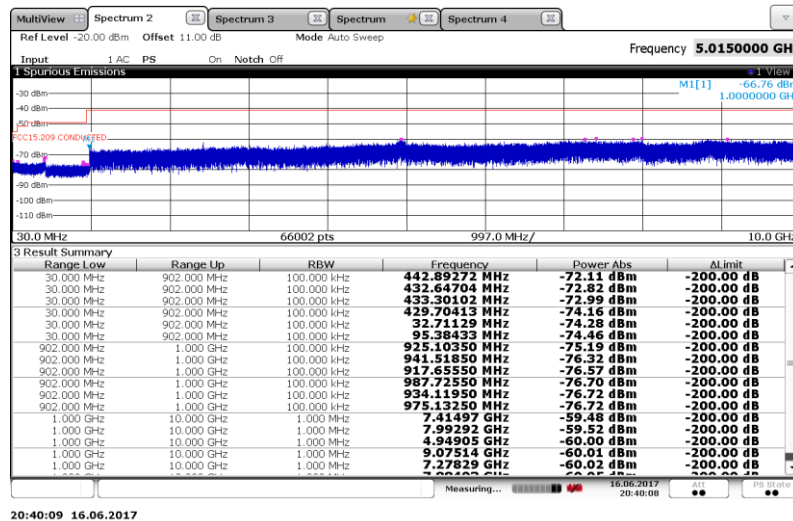 MultiView Spectrum 2 Spectrum 3 Spectrum Spectrum 4
Ref Level -20.00 dBm Offset 11.00 dB Mode Auto Sweep
Frequency 5.0150000 GH
Input 1 AC PS On Notch Off
1 Spurious Emissions 1 View
M1[1] -66.76 dBr
1.0000000 GH
-30 dBm
-40 dBm
-50 dBm
FCC15.209 CONDUCTED
-70 dBm
-90 dBm
-100 dBm
-110 dBm
30.0 MHz 66002 pts 997.0 MHz/ 10.0 GHz
3 Result Summary
Range Low Range Up RBW Frequency Power Abs ΔLimit
30.000 MHz 902.000 MHz 100.000 kHz 442.89272 MHz -72.11 dBm -200.00 dB
30.000 MHz 902.000 MHz 100.000 kHz 432.64704 MHz -72.82 dBm -200.00 dB
30.000 MHz 902.000 MHz 100.000 kHz 433.30102 MHz -72.99 dBm -200.00 dB
30.000 MHz 902.000 MHz 100.000 kHz 429.70413 MHz -74.16 dBm -200.00 dB
30.000 MHz 902.000 MHz 100.000 kHz 32.71129 MHz -74.28 dBm -200.00 dB
30.000 MHz 902.000 MHz 100.000 kHz 95.38433 MHz -74.46 dBm -200.00 dB
902.000 MHz 1.000 GHz 100.000 kHz 925.10350 MHz -75.19 dBm -200.00 dB
902.000 MHz 1.000 GHz 100.000 kHz 941.51850 MHz -76.32 dBm -200.00 dB
902.000 MHz 1.000 GHz 100.000 kHz 917.65550 MHz -76.57 dBm -200.00 dB
902.000 MHz 1.000 GHz 100.000 kHz 987.72550 MHz -76.70 dBm -200.00 dB
902.000 MHz 1.000 GHz 100.000 kHz 934.11950 MHz -76.72 dBm -200.00 dB
902.000 MHz 1.000 GHz 100.000 kHz 975.13250 MHz -76.72 dBm -200.00 dB
1.000 GHz 10.000 GHz 1.000 MHz 7.41497 GHz -59.48 dBm -200.00 dB
1.000 GHz 10.000 GHz 1.000 MHz 7.99292 GHz -59.52 dBm -200.00 dB
1.000 GHz 10.000 GHz 1.000 MHz 4.94905 GHz -60.00 dBm -200.00 dB
1.000 GHz 10.000 GHz 1.000 MHz 9.07514 GHz -60.01 dBm -200.00 dB
1.000 GHz 10.000 GHz 1.000 MHz 7.27829 GHz -60.02 dBm -200.00 dB
Measuring... 16.06.2017 Att PS State
20:40:08
20:40:09 16.06.2017